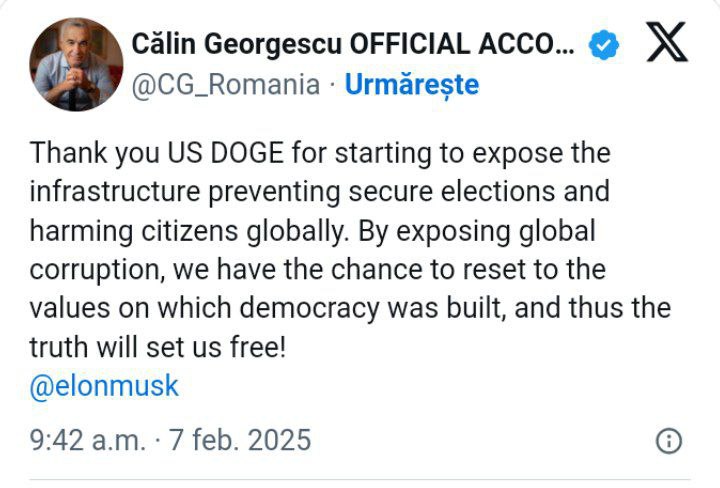 Călin Georgescu OFFICIAL ACCO...
@CG_Romania · Urmărește
Thank you US DOGE for starting to expose the
infrastructure preventing secure elections and
harming citizens globally. By exposing global
corruption, we have the chance to reset to the
values on which democracy was built, and thus the
truth will set us free!
@elonmusk
9:42 a.m. · 7 feb. 2025